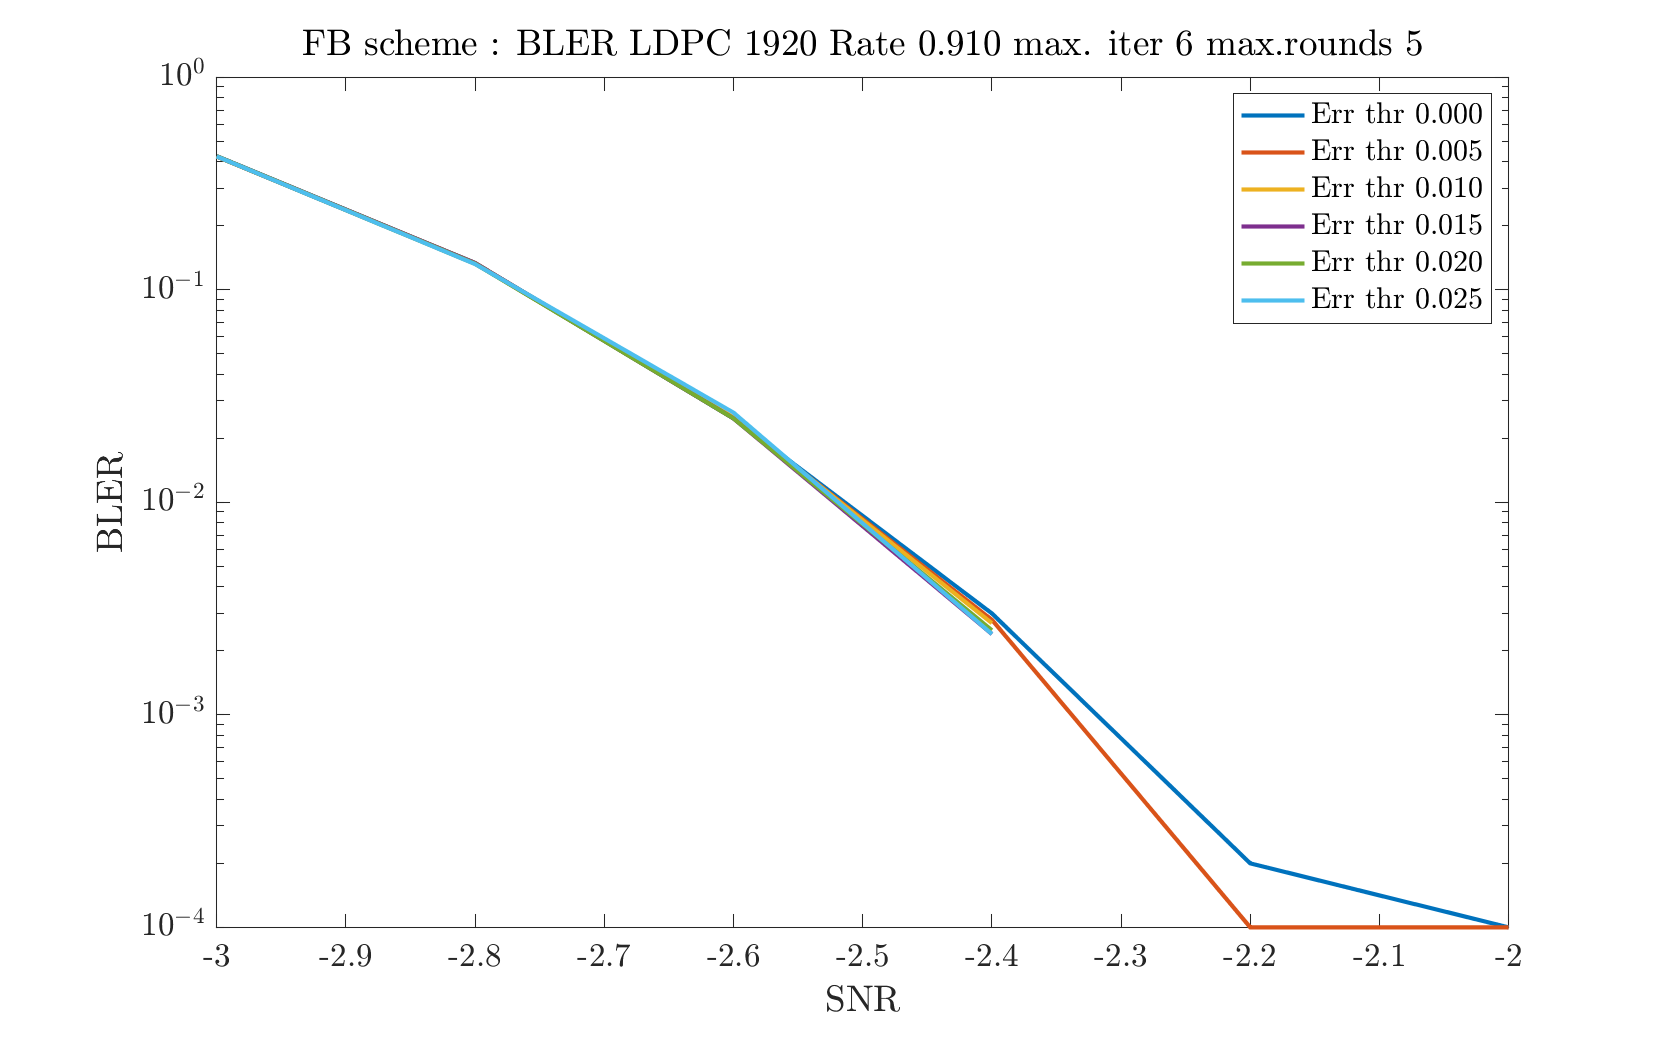 FB scheme : BLER LDPC 1920 Rate 0.910 max. iter 6 max.rounds 5
10^0
10^-1
10^-2
10^-3
10^-4
BLER
Err thr 0.000
Err thr 0.005
Err thr 0.010
Err thr 0.015
Err thr 0.020
Err thr 0.025
-3 -2.9 -2.8 -2.7 -2.6 -2.5 -2.4 -2.3 -2.2 -2.1 -2
SNR